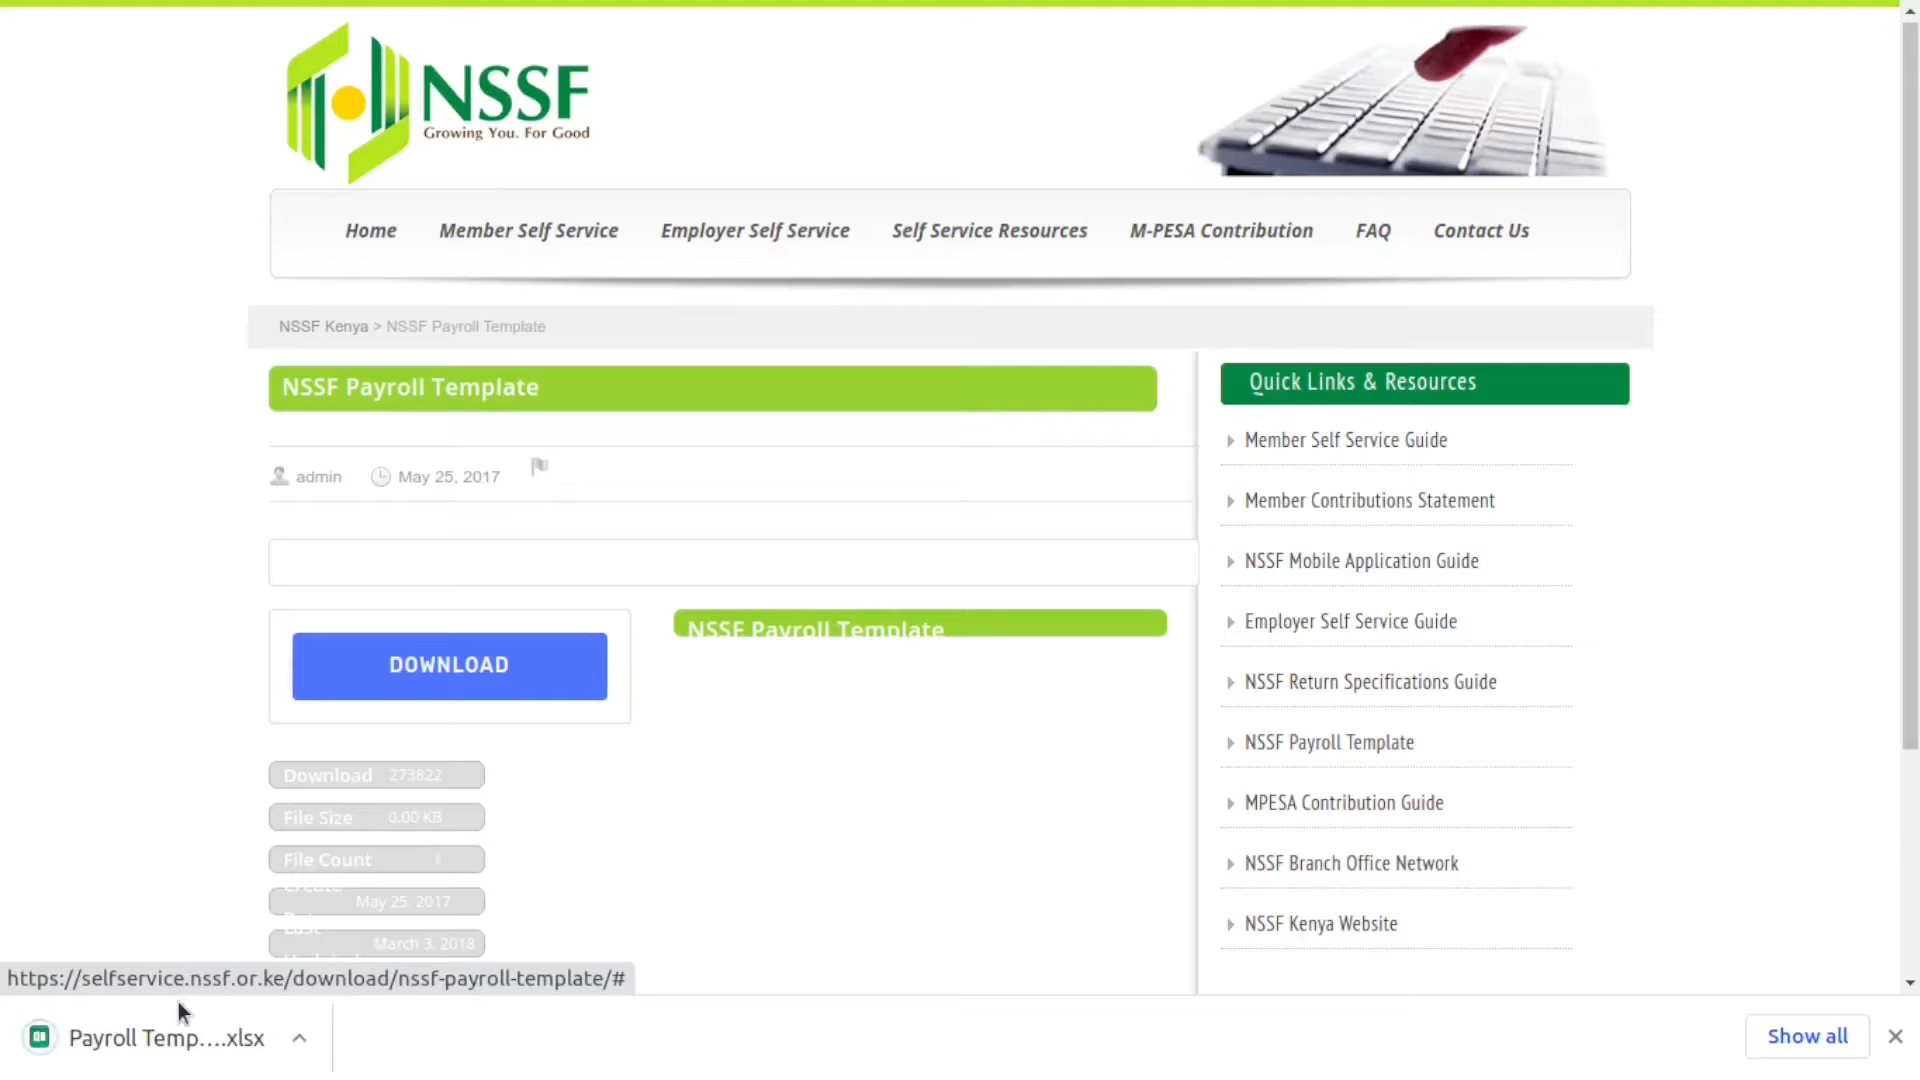 NSSF
Growing You. For Good
Home Member Self Service Employer Self Service Self Service Resources M-PESA Contribution FAQ Contact Us
NSSF Kenya > NSSF Payroll Template
NSSF Payroll Template
admin May 25, 2017
DOWNLOAD
NSSF Payroll Template
Download 273822
File Size 0.00 KB
File Count 1
Create
May 25, 2017
Last
March 3, 2018
Quick Links & Resources
Member Self Service Guide
Member Contributions Statement
NSSF Mobile Application Guide
Employer Self Service Guide
NSSF Return Specifications Guide
NSSF Payroll Template
MPESA Contribution Guide
NSSF Branch Office Network
NSSF Kenya Website
https://selfservice.nssf.or.ke/download/nssf-payroll-template/#
Payroll Temp....xlsx
Show all